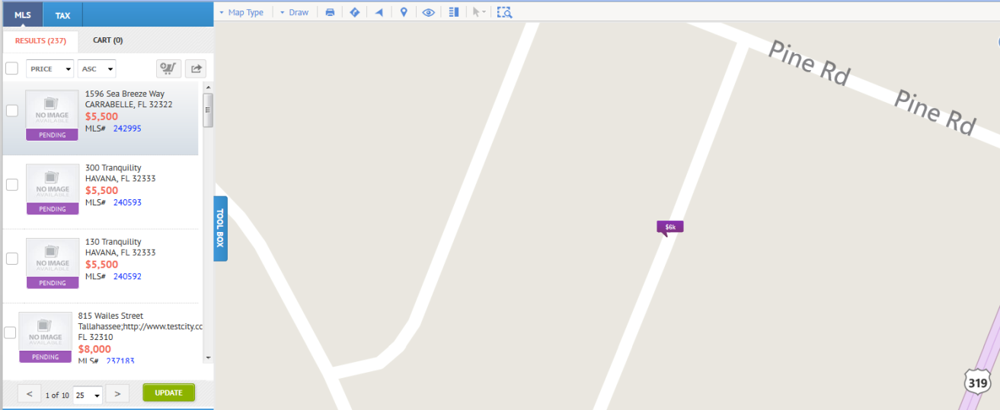 MLS TAX
Map Type Draw
RESULTS (237) CART (0)
PRICE ASC
1596 Sea Breeze Way
CARRABELLE, FL 32322
$5,500
MLS# 242995
NO IMAGE
AVAILABLE
PENDING
300 Tranquility
HAVANA, FL 32333
$5,500
MLS# 240593
NO IMAGE
AVAILABLE
PENDING
130 Tranquility
HAVANA, FL 32333
$5,500
MLS# 240592
NO IMAGE
AVAILABLE
PENDING
815 Wailes Street
Tallahassee;http://www.testcity.cc
FL 32310
$8,000
MLS# 237183
NO IMAGE
AVAILABLE
PENDING
< 1 of 10 25 > UPDATE
TOOL BOX
Pine Rd
Pine Rd
$6k
319